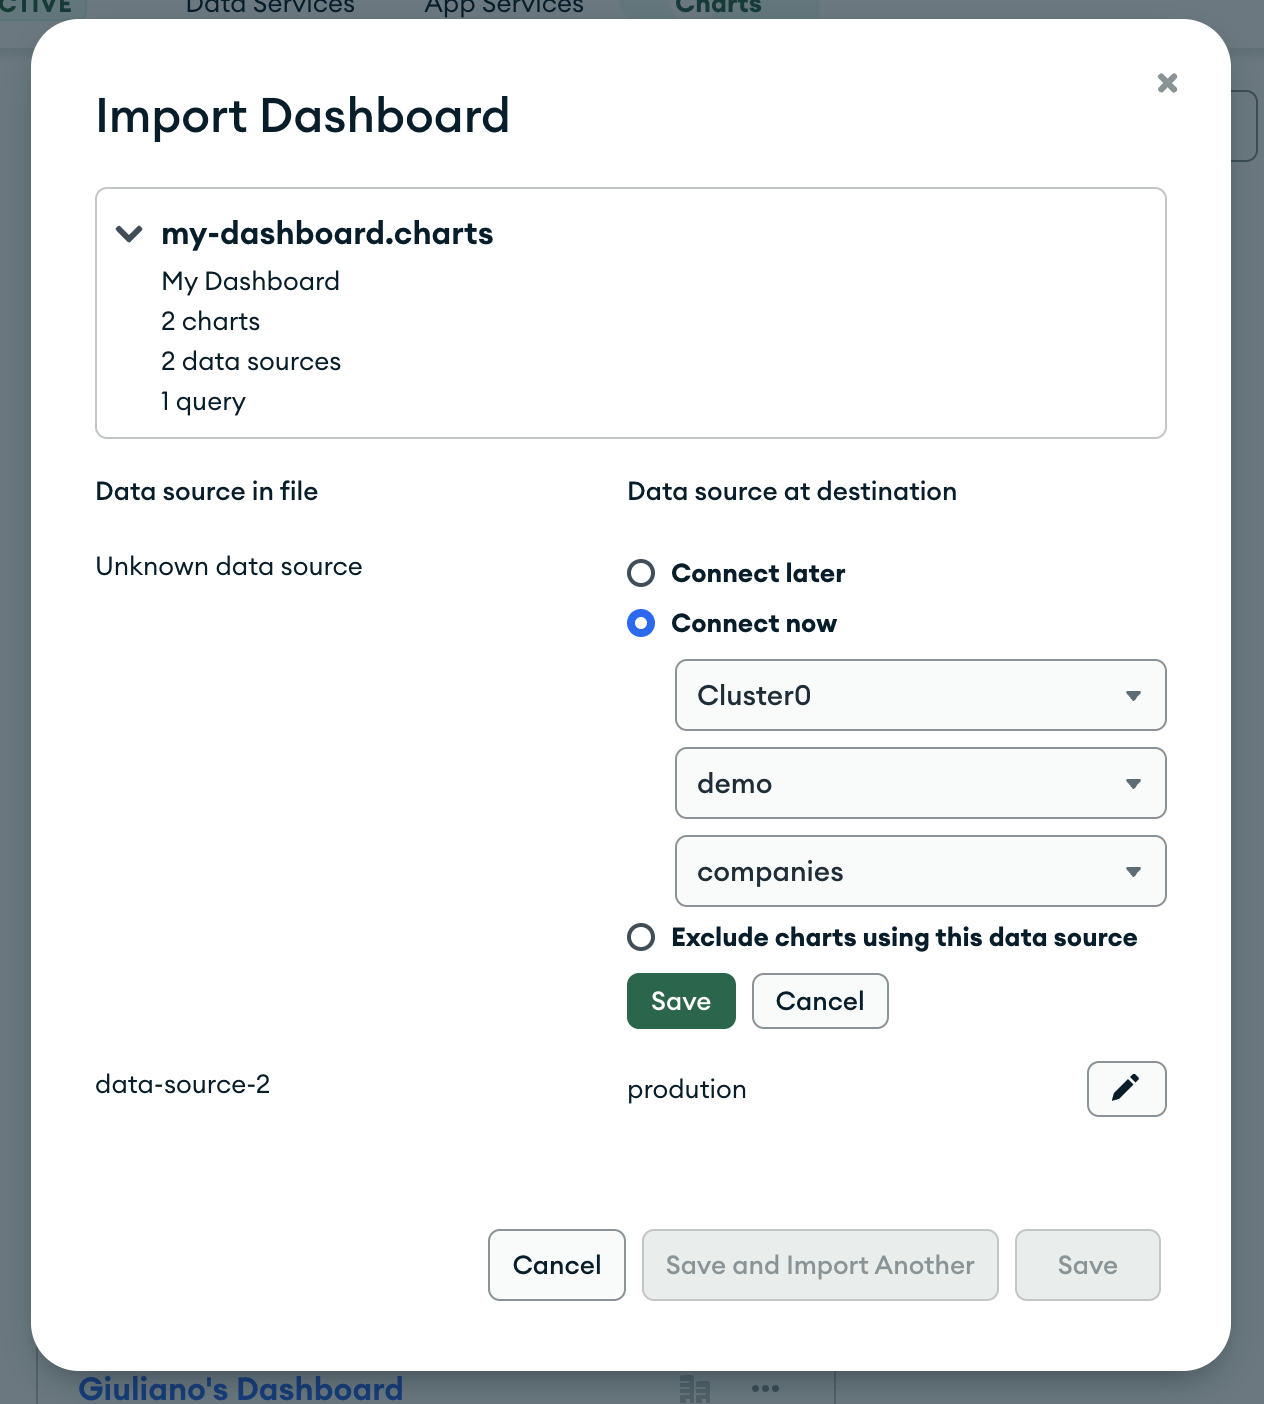 CTIVE Data Services App Services Charts
Import Dashboard
my-dashboard.charts
My Dashboard
2 charts
2 data sources
1 query
Data source in file Data source at destination
Unknown data source
Connect later
Connect now
Cluster0
demo
companies
Exclude charts using this data source
Save Cancel
data-source-2 prodution
Cancel Save and Import Another Save
Giuliano's Dashboard